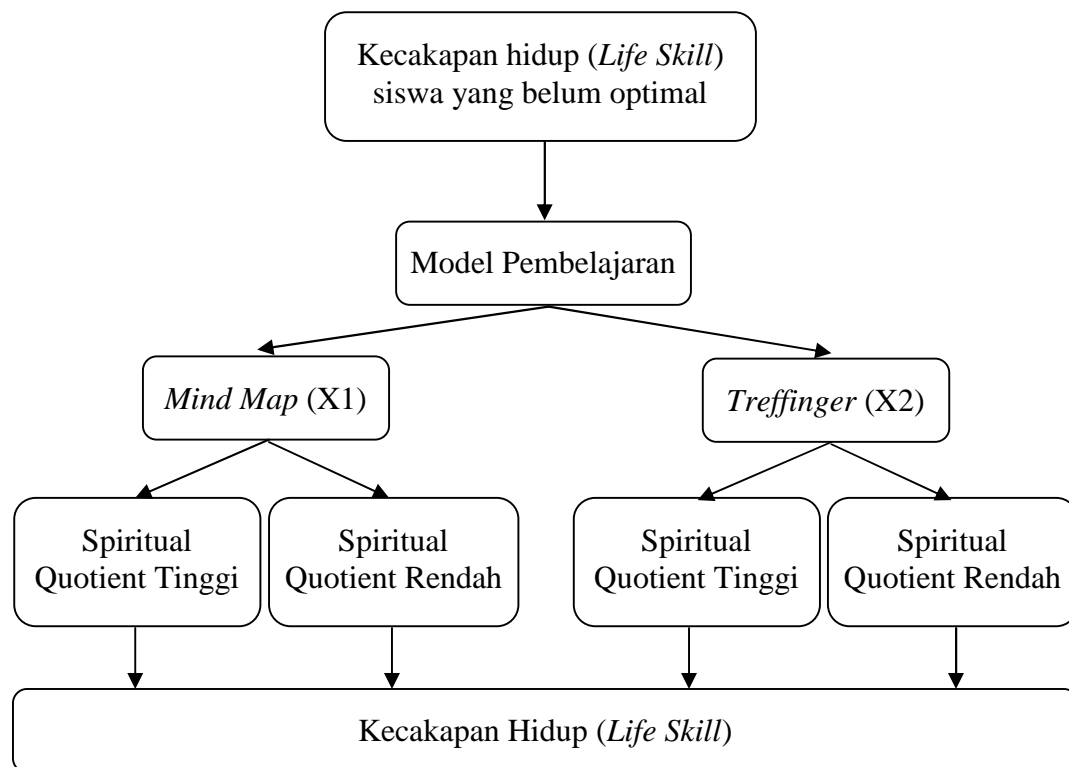 Kecakapan hidup (Life Skill)
siswa yang belum optimal
Model Pembelajaran
Mind Map (X1)
Treffinger (X2)
Spiritual
Quotient Tinggi
Spiritual
Quotient Rendah
Spiritual
Quotient Tinggi
Spiritual
Quotient Rendah
Kecakapan Hidup (Life Skill)